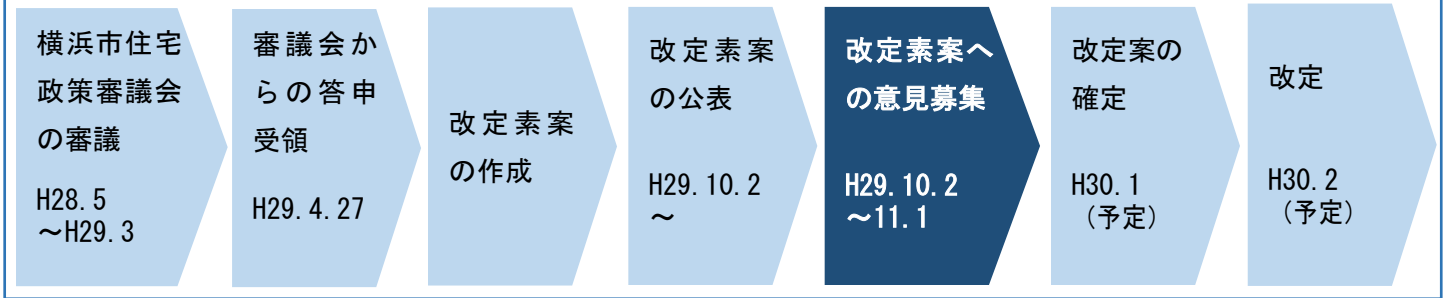 横浜市住宅
政策審議会
の審議
H28.5
～H29.3
審議会か
らの答申
受領
H29.4.27
改定素案
の作成
改定素案
の公表
H29.10.2
～
改定素案へ
の意見募集
H29.10.2
～11.1
改定案の
確定
H30.1
（予定）
改定
H30.2
（予定）